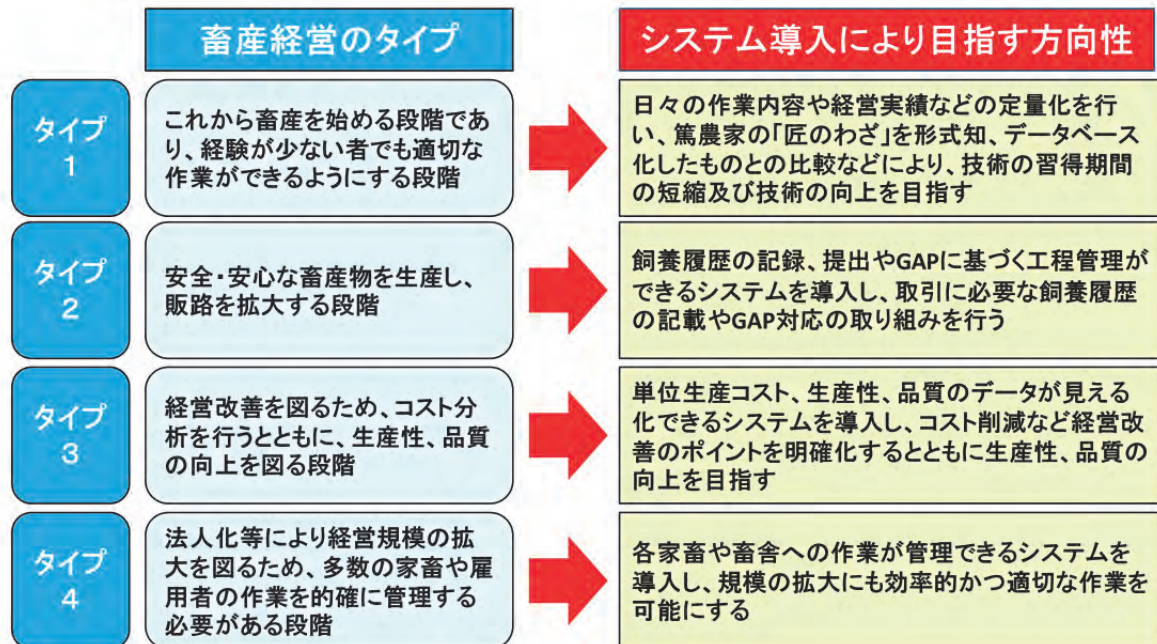 畜産経営のタイプ
システム導入により目指す方向性
タイプ
1
これから畜産を始める段階であ
り、経験が少ない者でも適切な
作業ができるようにする段階
日々の作業内容や経営実績などの定量化を行
い、篤農家の「匠のわざ」を形式知、データベース
化したものとの比較などにより、技術の習得期間
の短縮及び技術の向上を目指す
タイプ
2
安全・安心な畜産物を生産し、
販路を拡大する段階
飼養履歴の記録、提出やGAPに基づく工程管理が
できるシステムを導入し、取引に必要な飼養履歴
の記載やGAP対応の取り組みを行う
タイプ
3
経営改善を図るため、コスト分
析を行うとともに、生産性、品質
の向上を図る段階
単位生産コスト、生産性、品質のデータが見える
化できるシステムを導入し、コスト削減など経営改
善のポイントを明確化するとともに生産性、品質の
向上を目指す
タイプ
4
法人化等により経営規模の拡
大を図るため、多数の家畜や雇
用者の作業を的確に管理する
必要がある段階
各家畜や畜舎への作業が管理できるシステムを
導入し、規模の拡大にも効率的かつ適切な作業を
可能にする